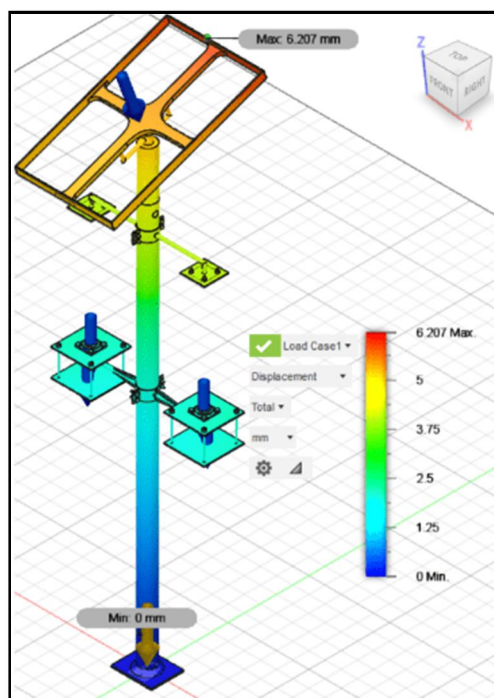 Max: 6.207 mm
Z
TOP
FRONT
RIGHT
X
Load Case1
6.207 Max.
Displacement
5
Total
3.75
mm
2.5
1.25
0 Min.
Min: 0 mm